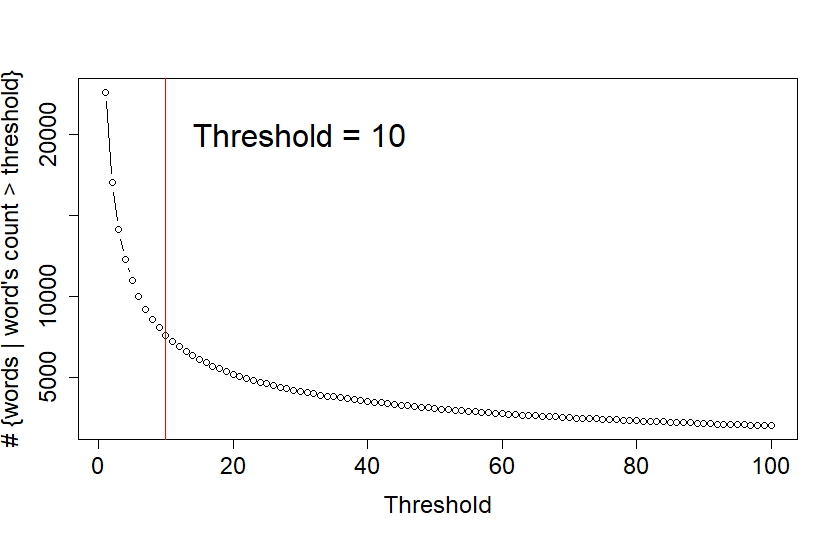 Threshold = 10
# {words | word's count > threshold}
20000
10000
5000
0 20 40 60 80 100
Threshold